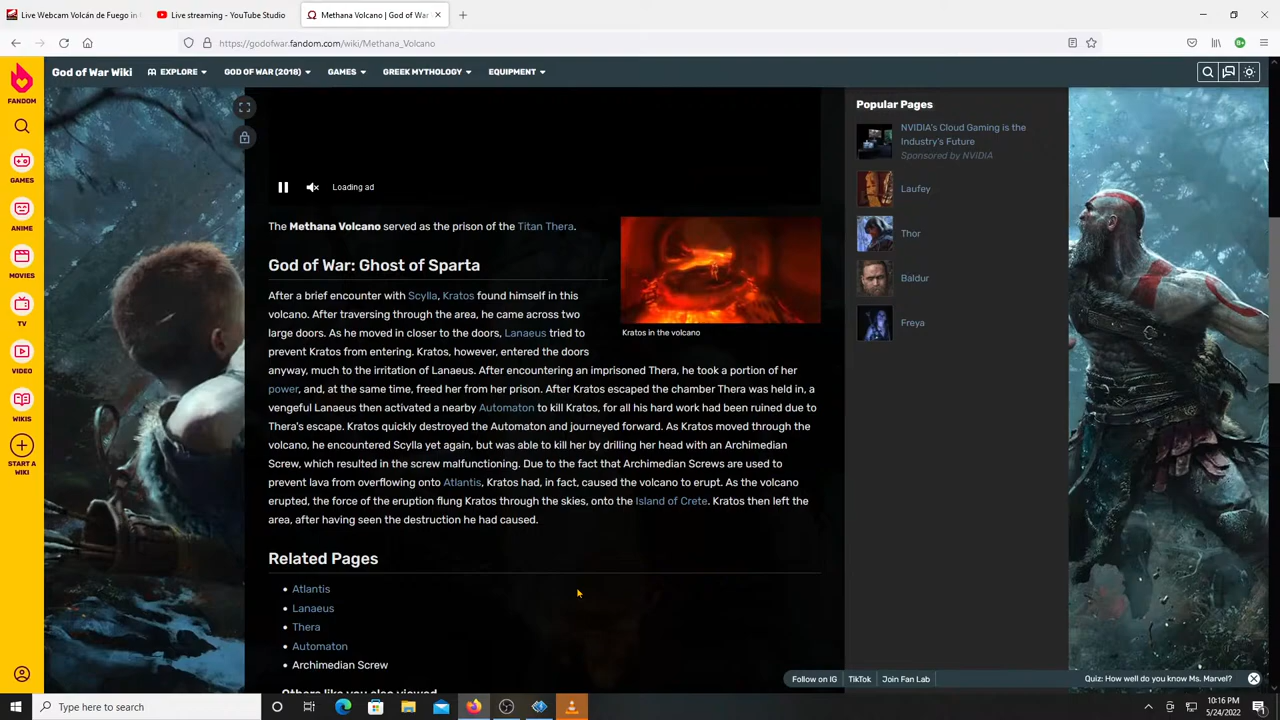 Live Webcam Volcán de Fuego in
Live streaming - YouTube Studio
Methana Volcano | God of War
https://godofwar.fandom.com/wiki/Methana_Volcano
God of War Wiki
EXPLORE
GOD OF WAR (2018)
GAMES
GREEK MYTHOLOGY
EQUIPMENT
FANDOM
GAMES
ANIME
MOVIES
TV
VIDEO
WIKIS
START A
WIKI
Loading ad
The Methana Volcano served as the prison of the Titan Thera.
God of War: Ghost of Sparta
After a brief encounter with Scylla, Kratos found himself in this
volcano. After traversing through the area, he came across two
large doors. As he moved in closer to the doors, Lanaeus tried to
prevent Kratos from entering. Kratos, however, entered the doors
anyway, much to the irritation of Lanaeus. After encountering an imprisoned Thera, he took a portion of her
power, and, at the same time, freed her from her prison. After Kratos escaped the chamber Thera was held in, a
vengeful Lanaeus then activated a nearby Automaton to kill Kratos, for all his hard work had been ruined due to
Thera's escape. Kratos quickly destroyed the Automaton and journeyed forward. As Kratos moved through the
volcano, he encountered Scylla yet again, but was able to kill her by drilling her head with an Archimedian
Screw, which resulted in the screw malfunctioning. Due to the fact that Archimedian Screws are used to
prevent lava from overflowing onto Atlantis, Kratos had, in fact, caused the volcano to erupt. As the volcano
erupted, the force of the eruption flung Kratos through the skies, onto the Island of Crete. Kratos then left the
area, after having seen the destruction he had caused.
Kratos in the volcano
Related Pages
Atlantis
Lanaeus
Thera
Automaton
Archimedian Screw
Others like you also viewed
Popular Pages
NVIDIA's Cloud Gaming is the
Industry's Future
Sponsored by NVIDIA
Laufey
Thor
Baldur
Freya
Follow on IG
TikTok
Join Fan Lab
Quiz: How well do you know Ms. Marvel?
Type here to search
10:16 PM
5/24/2022